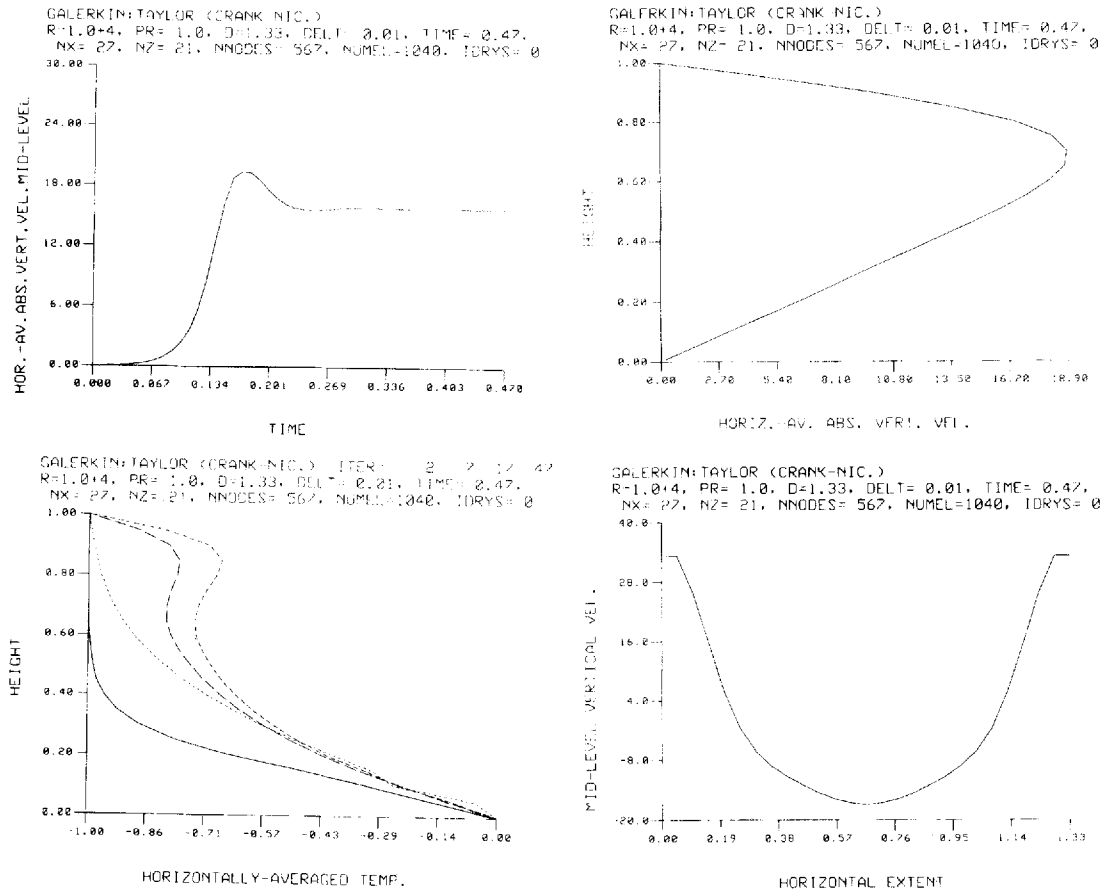 GALERKIN:TAYLOR (CRANK NIC.)
R=1.0+4, PR= 1.0, D=1.33, DELT= 0.01, TIME= 0.47,
NX= 27, NZ= 21, NNODES= 567, NUMEL=1040, IDRYS= 0
30.00
24.00
18.00
12.00
6.00
0.00
HOR.-AV.ABS.VERT.VEL.MID-LEVEL
0.000 0.067 0.134 0.201 0.269 0.336 0.403 0.470
TIME
GALERKIN:TAYLOR (CRANK NIC.)
R=1.0+4, PR= 1.0, D=1.33, DELT= 0.01, TIME= 0.47,
NX= 27, NZ= 21, NNODES= 567, NUMEL=1040, IDRYS= 0
1.00
0.80
0.60
0.40
0.20
0.00
HEIGHT
0.00 2.70 5.40 8.10 10.80 13.50 16.20 18.90
HORIZ.-AV. ABS. VERT. VEL.
GALERKIN:TAYLOR (CRANK-NIC.) ITER= 2 7 17 47
R=1.0+4, PR= 1.0, D=1.33, DELT= 0.01, TIME= 0.47,
NX= 27, NZ= 21, NNODES= 567, NUMEL=1040, IDRYS= 0
1.00
0.80
0.60
0.40
0.20
0.00
HEIGHT
-1.00 -0.86 -0.71 -0.57 -0.43 -0.29 -0.14 0.00
HORIZONTALLY-AVERAGED TEMP.
GALERKIN:TAYLOR (CRANK-NIC.)
R=1.0+4, PR= 1.0, D=1.33, DELT= 0.01, TIME= 0.47,
NX= 27, NZ= 21, NNODES= 567, NUMEL=1040, IDRYS= 0
40.0
28.0
16.0
4.0
-8.0
-20.0
MID-LEVEL VERTICAL VEL.
0.00 0.19 0.38 0.57 0.76 0.95 1.14 1.33
HORIZONTAL EXTENT